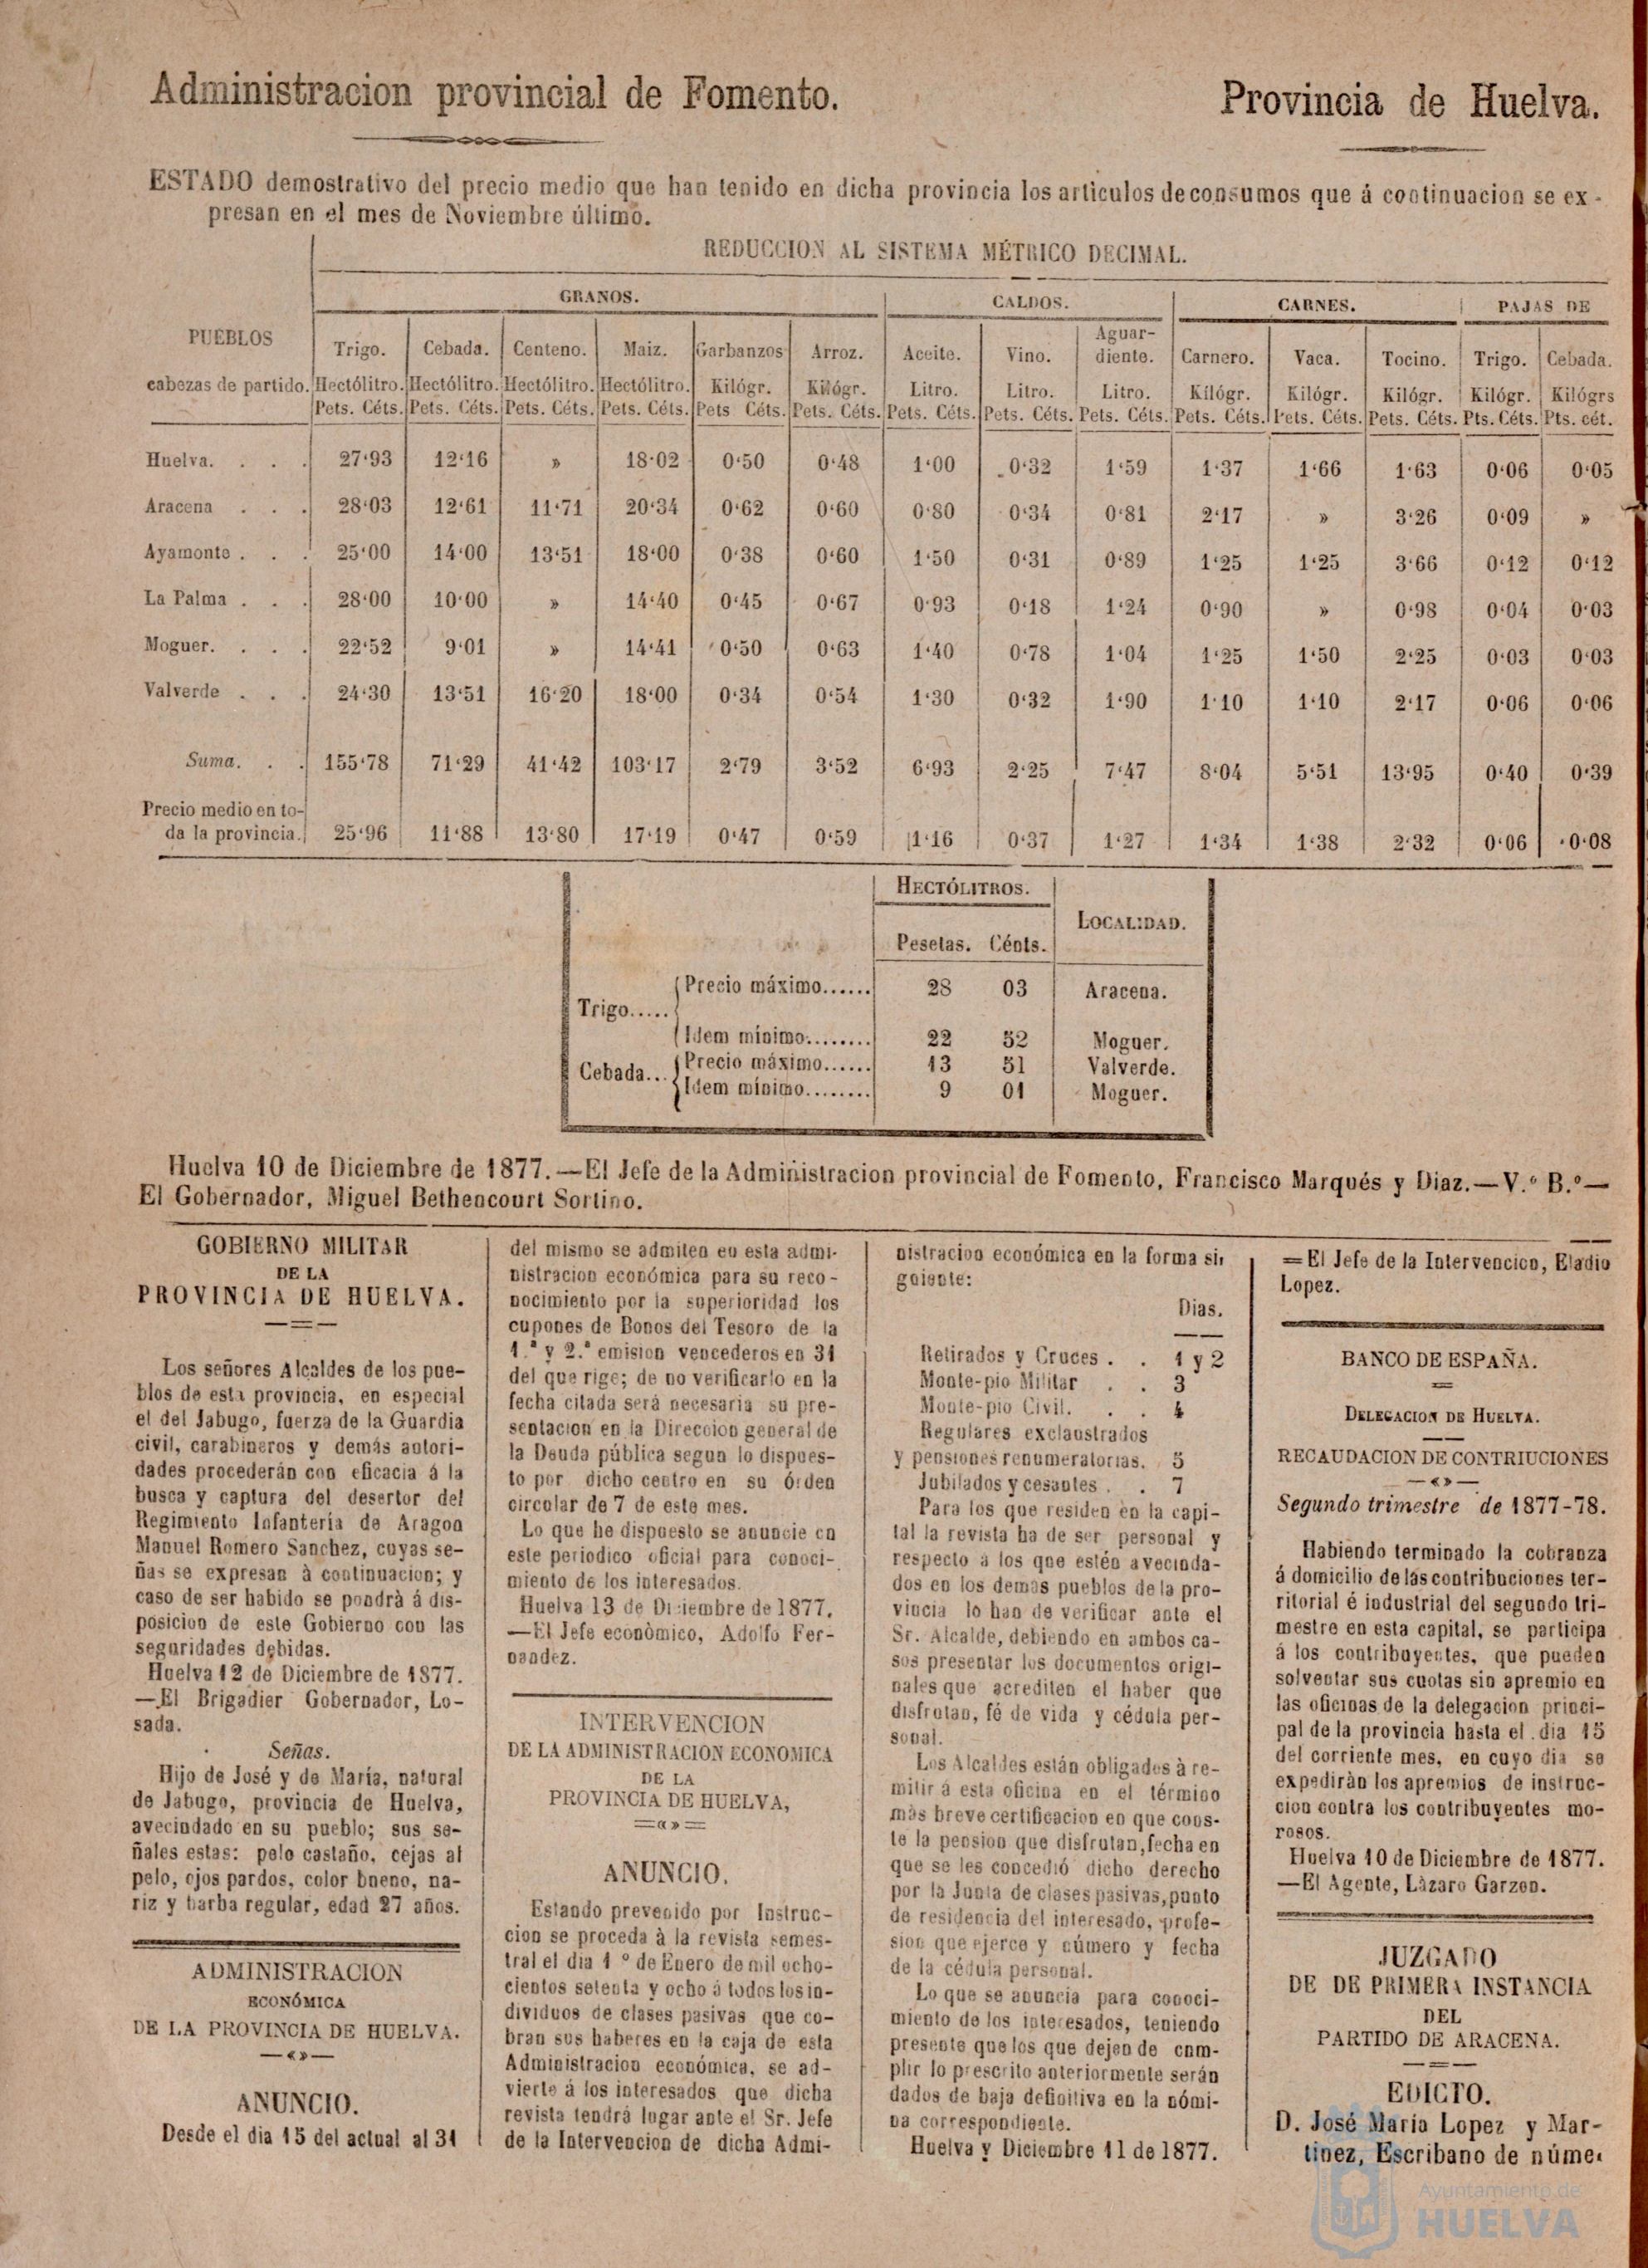 Administracion provincial de Fomento.
Provincia de Huelva.
ESTADO demostrativo del precio medio que han tenido en dicha provincia los articulos de consumos que á continuacion se ex-
presan en el mes de Noviembre último.
REDUCCION AL SISTEMA MÉTRICO DECIMAL.
GRANOS. CALDOS. CARNES. PAJAS DE
PUEBLOS cabezas de partido. Trigo. Cebada. Centeno. Maiz. Garbanzos Arroz. Aceite. Vino. Aguar-diente. Carnero. Vaca. Tocino. Trigo. Cebada.
Hectólitro. Hectólitro. Hectólitro. Hectólitro. Kilógr. Kilógr. Litro. Litro. Litro. Kilógr. Kilógr. Kilógr. Kilógr. Kilógrs
Pets. Céts. Pets. Céts. Pets. Céts. Pets. Céts. Pets Céts. Pets. Céts. Pets. Céts. Pets. Céts. Pets. Céts. Pets. Céts. Pets. Céts. Pets. Céts. Pts. Céts. Pts. cét.
Huelva. . . . 27‘93 12‘16 » 18‘02 0‘50 0‘48 1‘00 0‘32 1‘59 1‘37 1‘66 1‘63 0‘06 0‘05
Aracena . . . 28‘03 12‘61 11‘71 20‘34 0‘62 0‘60 0‘80 0‘34 0‘81 2‘17 » 3‘26 0‘09 »
Ayamonte . . . 25‘00 14‘00 13‘51 18‘00 0‘38 0‘60 1‘50 0‘31 0‘89 1‘25 1‘25 3‘66 0‘12 0‘12
La Palma . . . 28‘00 10‘00 » 14‘40 0‘45 0‘67 0‘93 0‘18 1‘24 0‘90 » 0‘98 0‘04 0‘03
Moguer. . . . 22‘52 9‘01 » 14‘41 0‘50 0‘63 1‘40 0‘78 1‘04 1‘25 1‘50 2‘25 0‘03 0‘03
Valverde . . . 24‘30 13‘51 16‘20 18‘00 0‘34 0‘54 1‘30 0‘32 1‘90 1‘10 1‘10 2‘17 0‘06 0‘06
Suma. . . 155‘78 71‘29 41‘42 103‘17 2‘79 3‘52 6‘93 2‘25 7‘47 8‘04 5‘51 13‘95 0‘40 0‘39
Precio medio en to-
da la provincia. 25‘96 11‘88 13‘80 17‘19 0‘47 0‘59 1‘16 0‘37 1‘27 1‘34 1‘38 2‘32 0‘06 0‘08
HECTÓLITROS. LOCALIDAD.
Pesetas. Cénts.
Trigo..... Precio máximo...... 28 03 Aracena.
Idem mínimo........ 22 52 Moguer.
Cebada... Precio máximo...... 13 51 Valverde.
Idem mínimo........ 9 01 Moguer.
Huelva 10 de Diciembre de 1877.—El Jefe de la Administracion provincial de Fomento, Francisco Marqués y Diaz.—V.º B.º—
El Gobernador, Miguel Bethencourt Sortino.
GOBIERNO MILITAR
DE LA
PROVINCIA DE HUELVA.
Los señores Alcaldes de los pue-
blos de esta provincia, en especial
el del Jabugo, fuerza de la Guardia
civil, carabineros y demás autori-
dades procederán con eficacia á la
busca y captura del desertor del
Regimiento Infantería de Aragon
Manuel Romero Sanchez, cuyas se-
ñas se expresan à continuacion; y
caso de ser habido se pondrà á dis-
posicion de este Gobierno con las
seguridades debidas.
Huelva 12 de Diciembre de 1877.
—El Brigadier Gobernador, Lo-
sada.
Señas.
Hijo de José y de María, natural
de Jabugo, provincia de Huelva,
avecindado en su pueblo; sus se-
ñales estas: pelo castaño, cejas al
pelo, ojos pardos, color bueno, na-
riz y barba regular, edad 27 años.
ADMINISTRACION
ECONÓMICA
DE LA PROVINCIA DE HUELVA.
—«»—
ANUNCIO.
Desde el dia 15 del actual al 31
del mismo se admiten en esta admi-
nistracion económica para su reco-
nocimiento por la superioridad los
cupones de Bonos del Tesoro de la
1.ª y 2.ª emision vencederos en 31
del que rige; de no verificarlo en la
fecha citada será necesaria su pre-
sentacion en la Direccion general de
la Deuda pública segun lo dispues-
to por dicho centro en su órden
circular de 7 de este mes.
Lo que he dispuesto se anuncie en
este periodico oficial para conoci-
miento de los interesados.
Huelva 13 de Diciembre de 1877.
—El Jefe econòmico, Adolfo Fer-
nandez.
INTERVENCION
DE LA ADMINISTRACION ECONOMICA
DE LA
PROVINCIA DE HUELVA,
=«»=
ANUNCIO.
Estando prevenido por Instruc-
cion se proceda à la revista semes-
tral el dia 1 º de Enero de mil ocho-
cientos setenta y ocho á todos los in-
dividuos de clases pasivas que co-
bran sus haberes en la caja de esta
Administracion económica, se ad-
vierte á los interesados que dicha
revista tendrá lugar ante el Sr. Jefe
de la Intervencion de dicha Admi-
nistracion económica en la forma si-
guiente:
Dias.
Retirados y Cruces . . 1 y 2
Monte-pio Militar . . 3
Monte-pio Civil. . . 4
Regulares exclaustrados
y pensiones renumeratorias. 5
Jubilados y cesantes . . 7
Para los que residen en la capi-
tal la revista ha de ser personal y
respecto á los que estén avecinda-
dos en los demás pueblos de la pro-
vincia lo han de verificar ante el
Sr. Alcalde, debiendo en ambos ca-
sos presentar los documentos origi-
nales que acrediten el haber que
disfrutan, fé de vida y cédula per-
sonal.
Los Alcaldes están obligados à re-
mitir á esta oficina en el término
más breve certificacion en que cons-
te la pension que disfrutan, fecha en
que se les concedió dicho derecho
por la Junta de clases pasivas, punto
de residencia del interesado, profe-
sion que ejerce y número y fecha
de la cédula personal.
Lo que se anuncia para conoci-
miento de los interesados, teniendo
presente que los que dejen de cum-
plir lo prescrito anteriormente serán
dados de baja definitiva en la nómi-
na correspondiente.
Huelva y Diciembre 11 de 1877.
=El Jefe de la Intervencion, Eladio
Lopez.
BANCO DE ESPAÑA.
DELEGACION DE HUELVA.
RECAUDACION DE CONTRIUCIONES
—«»—
Segundo trimestre de 1877-78.
Habiendo terminado la cobranza
á domicilio de las contribuciones ter-
ritorial é industrial del segundo tri-
mestre en esta capital, se participa
á los contribuyentes, que pueden
solventar sus cuotas sin apremio en
las oficinas de la delegacion princi-
pal de la provincia hasta el dia 15
del corriente mes, en cuyo dia se
expediràn los apremios de instruc-
cion contra los contribuyentes mo-
rosos.
Huelva 10 de Diciembre de 1877.
—El Agente, Làzaro Garzon.
JUZGADO
DE DE PRIMERA INSTANCIA
DEL
PARTIDO DE ARACENA.
EDICTO.
D. José María Lopez y Mar-
tinez, Escribano de núme-
Ayuntamiento de
HUELVA